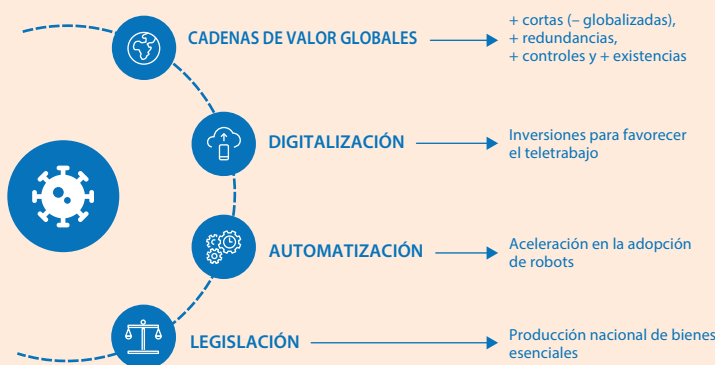 CADENAS DE VALOR GLOBALES
+ cortas (– globalizadas),
+ redundancias,
+ controles y + existencias
DIGITALIZACIÓN
Inversiones para favorecer
el teletrabajo
AUTOMATIZACIÓN
Aceleración en la adopción
de robots
LEGISLACIÓN
Producción nacional de bienes
esenciales